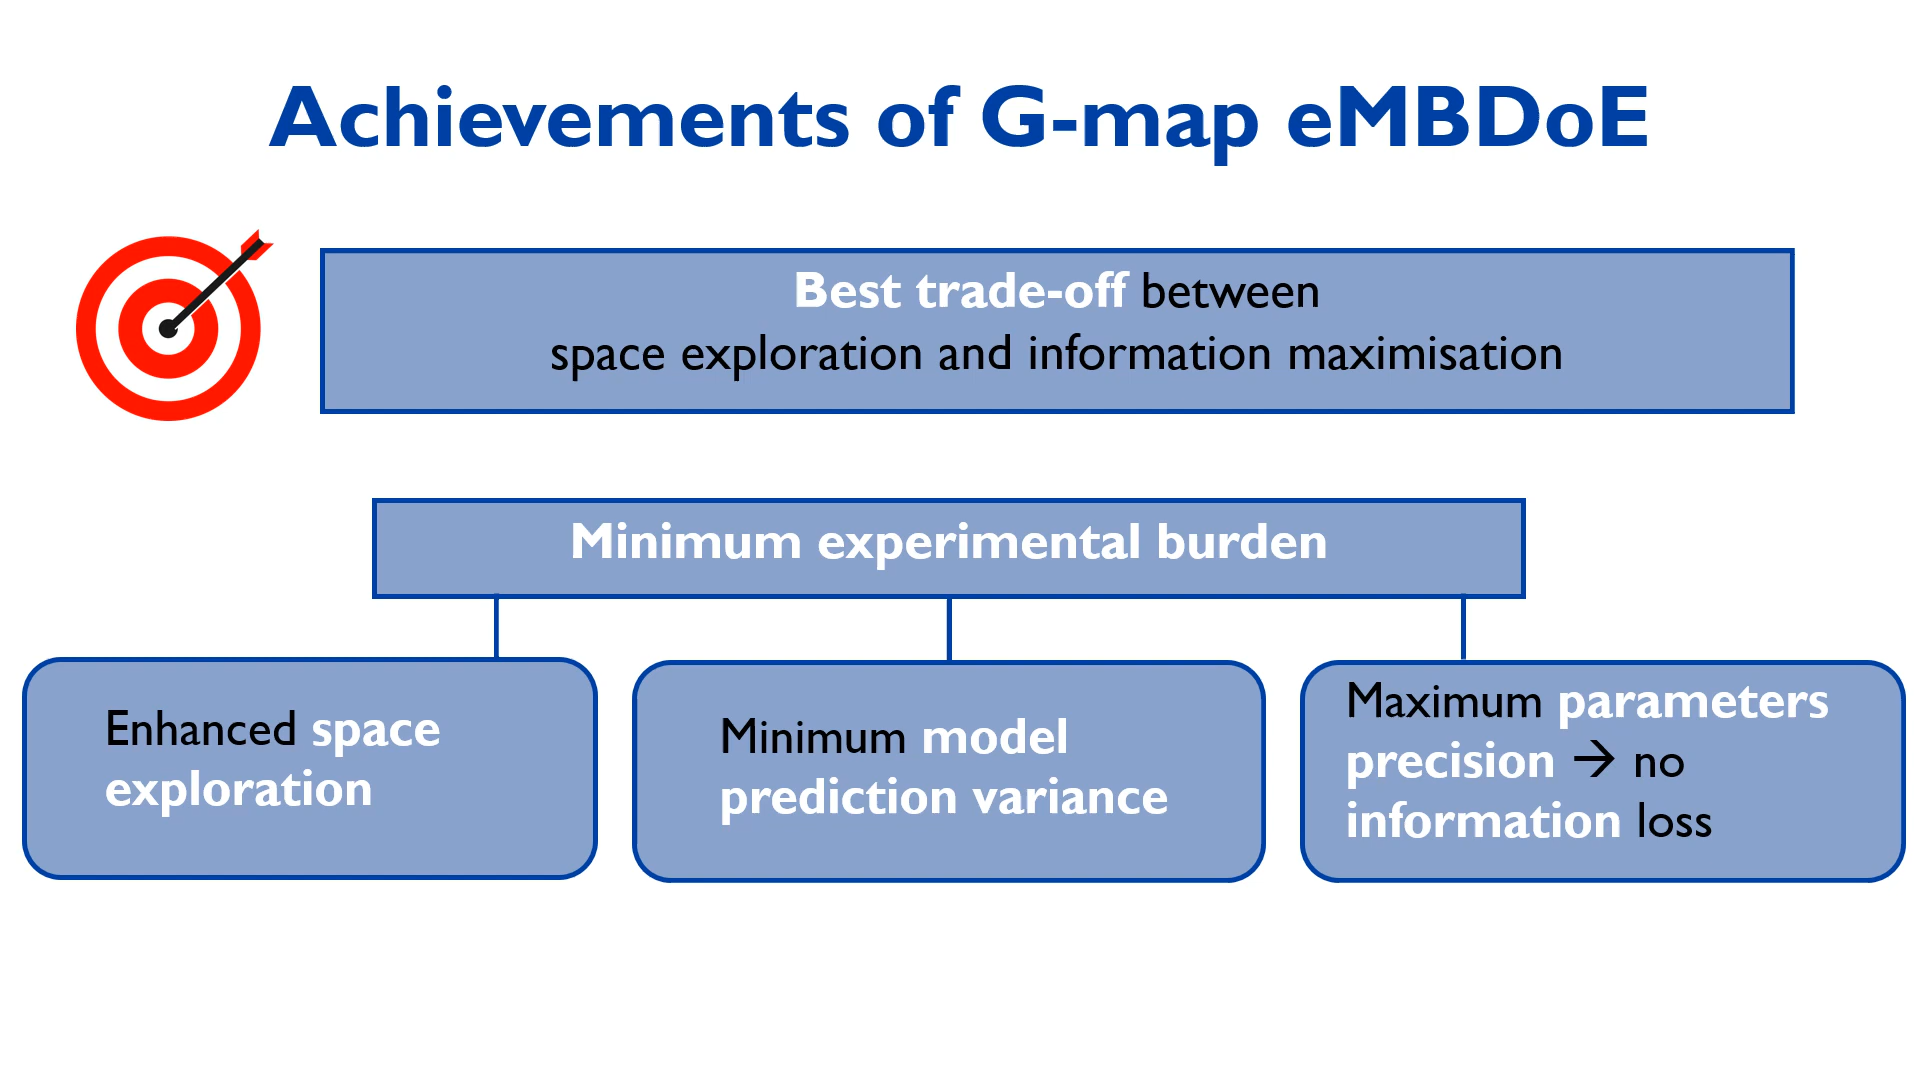 Achievements of G-map eMBDoE
Best trade-off between
space exploration and information maximisation
Minimum experimental burden
Enhanced space
exploration
Minimum model
prediction variance
Maximum parameters
precision → no
information loss